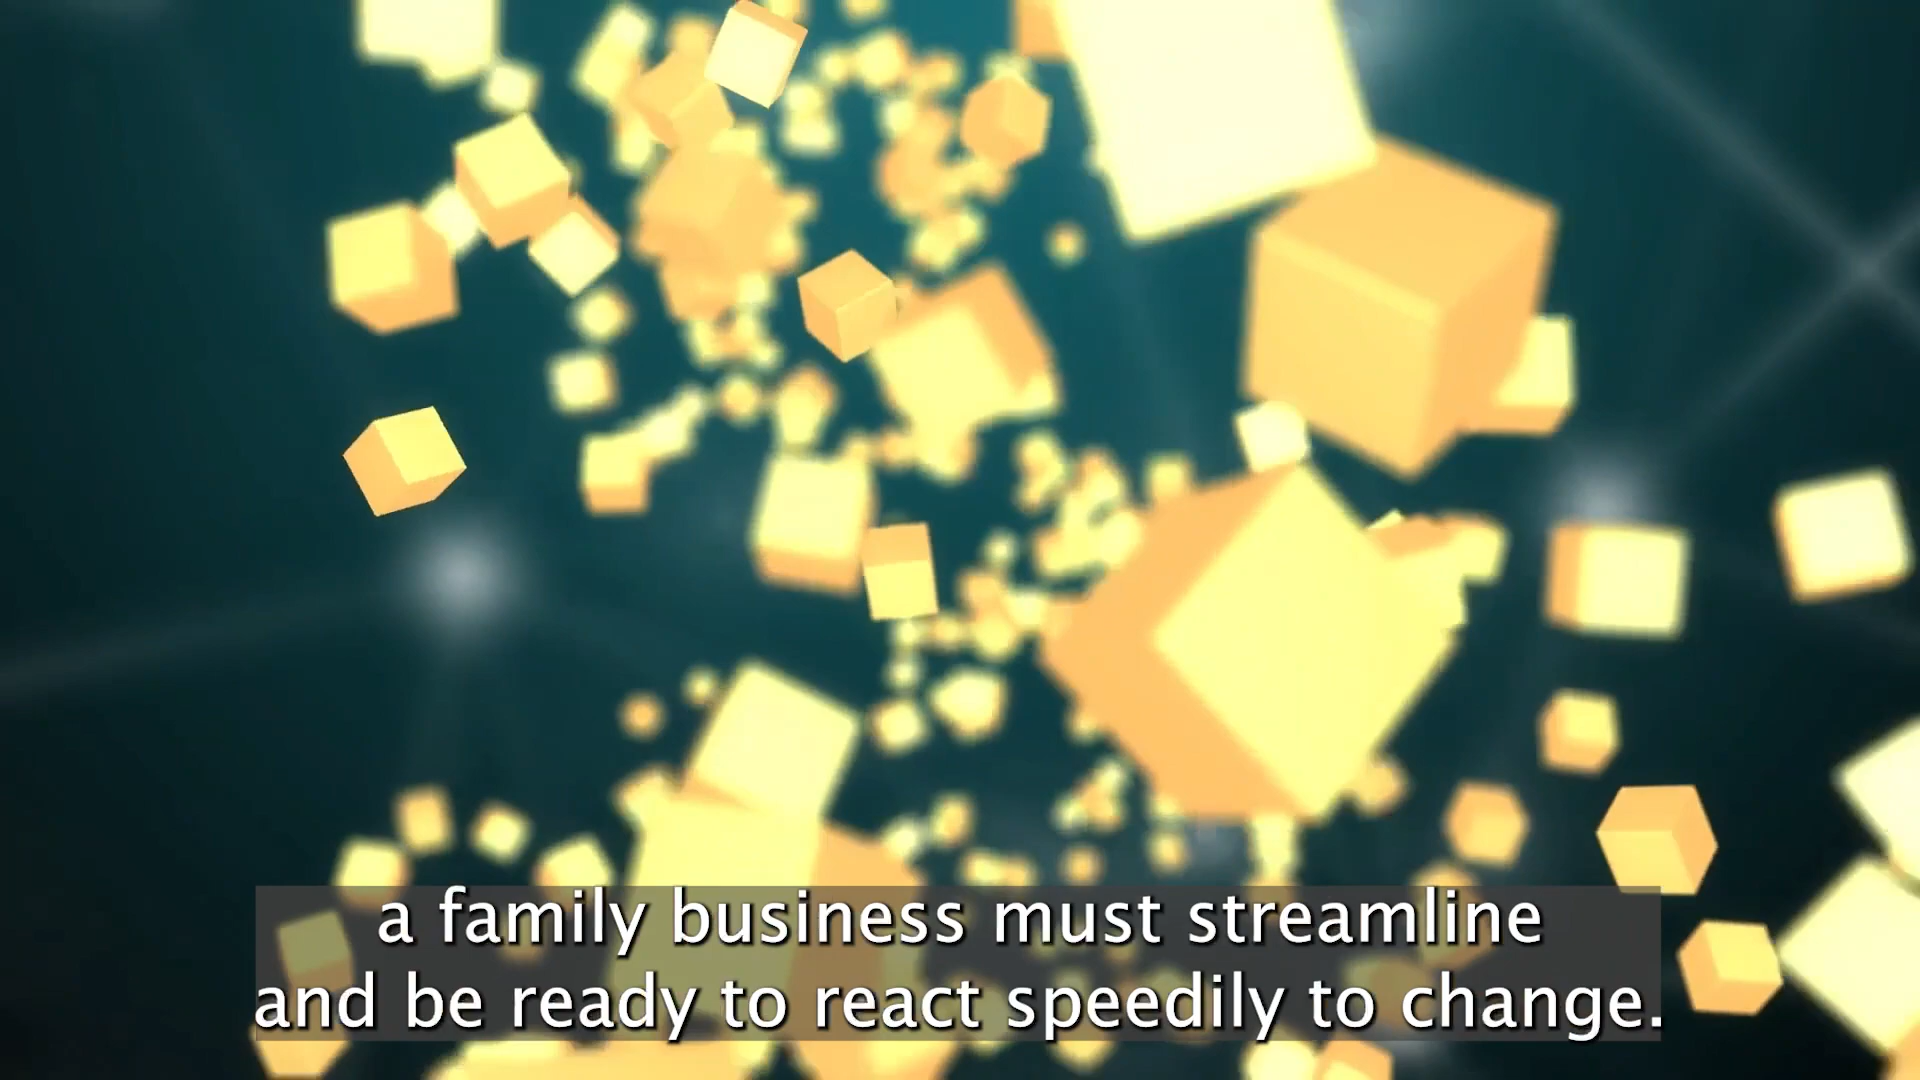 a family business must streamline
and be ready to react speedily to change.